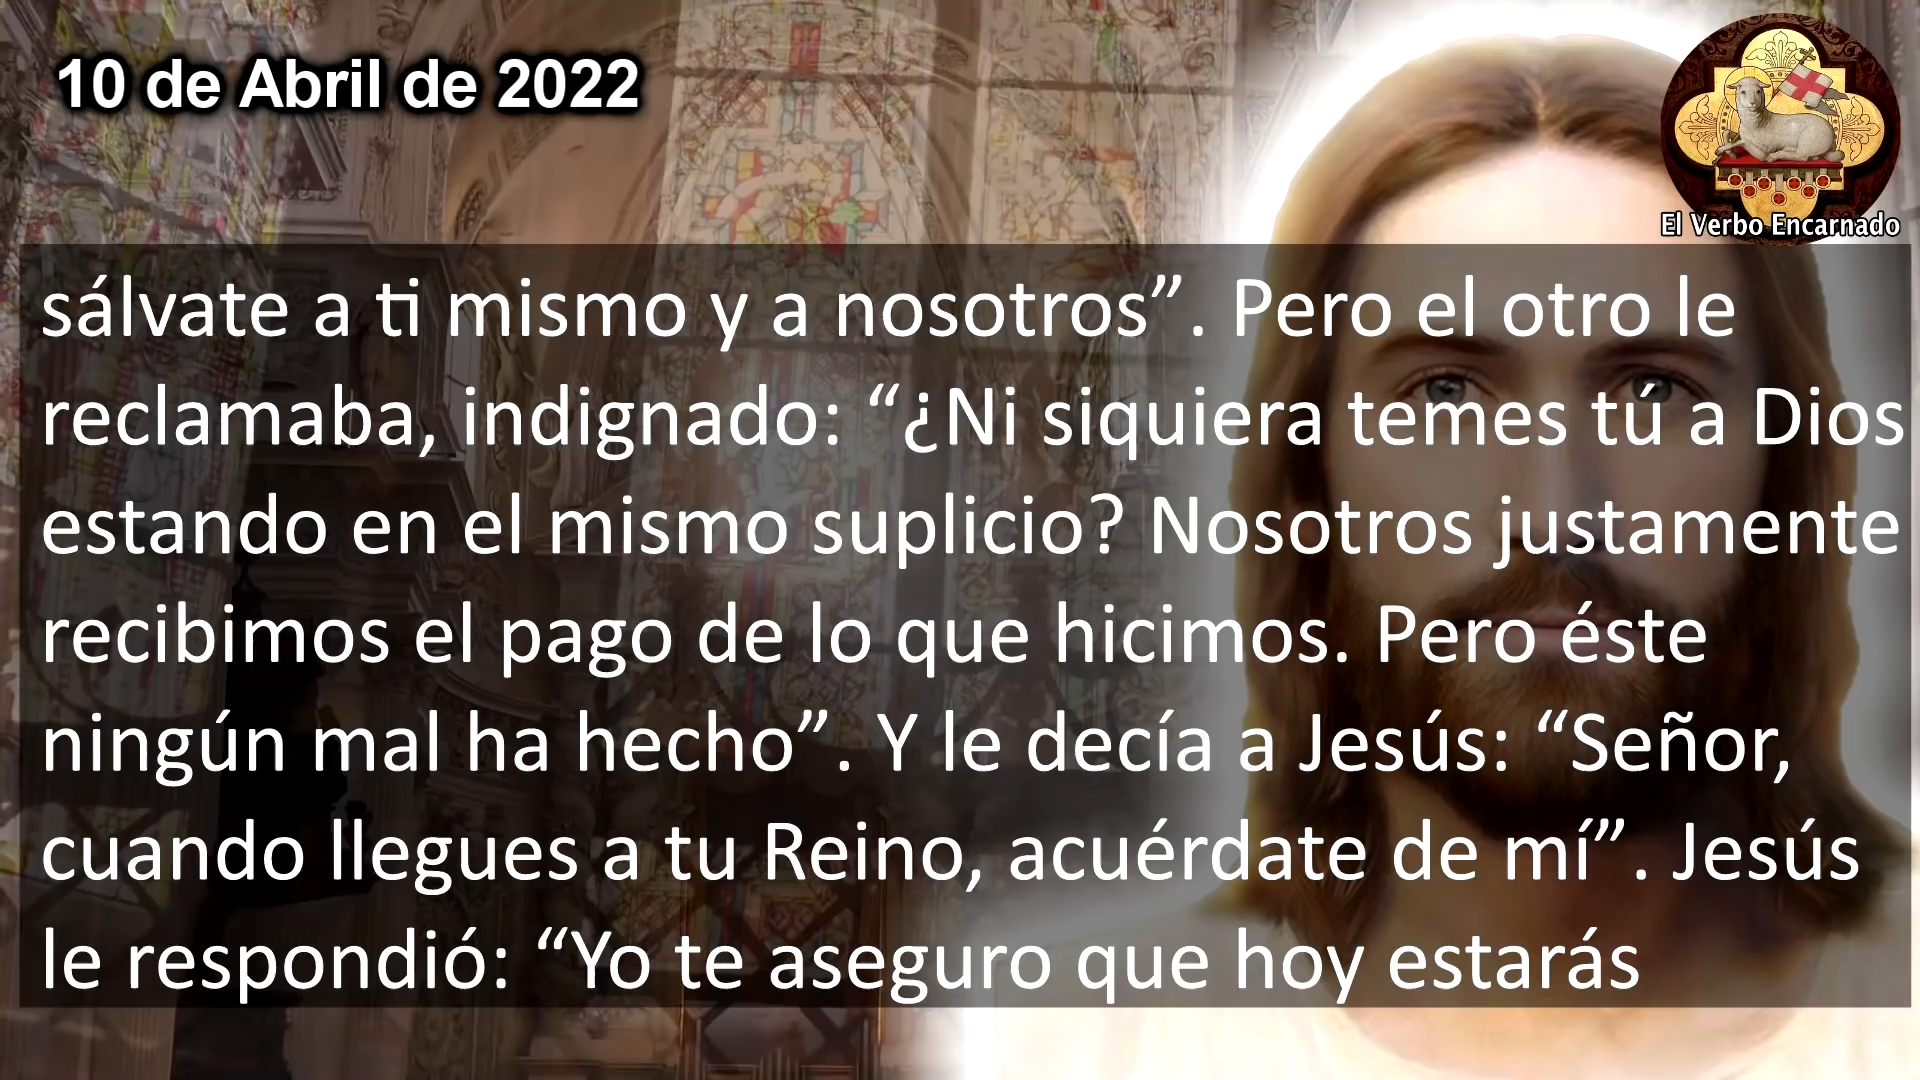 10 de Abril de 2022
El Verbo Encarnado
sálvate a ti mismo y a nosotros”. Pero el otro le
reclamaba, indignado: “¿Ni siquiera temes tú a Dios
estando en el mismo suplicio? Nosotros justamente
recibimos el pago de lo que hicimos. Pero éste
ningún mal ha hecho”. Y le decía a Jesús: “Señor,
cuando llegues a tu Reino, acuérdate de mí”. Jesús
le respondió: “Yo te aseguro que hoy estarás